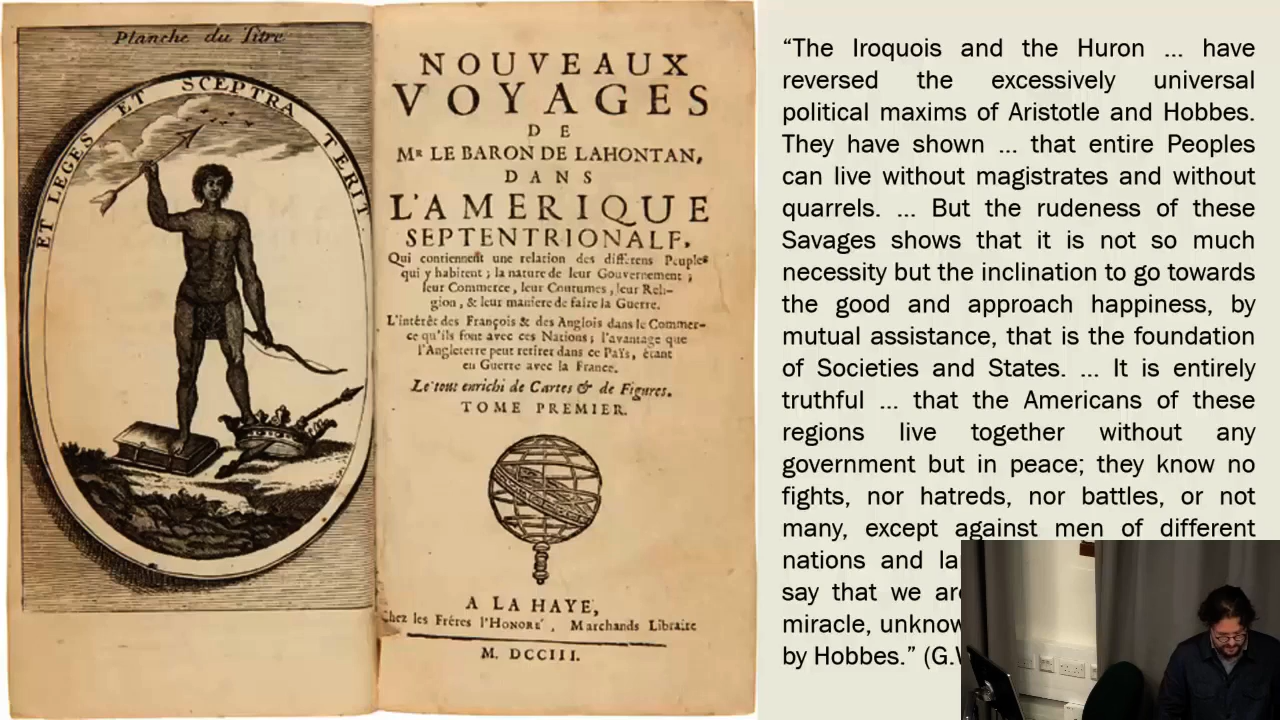 Planche du Titre
ET LEGES ET SCEPTRA TERIT
NOUVEAUX
VOYAGES
DE
Mr LE BARON DE LAHONTAN,
DANS
L'AMERIQUE
SEPTENTRIONALE,
Qui contiennent une relation des differens Peuples
qui y habitent; la nature de leur Gouvernement;
leur Commerce, leur Coutumes, leur Reli-
gion, & leur maniere de faire la Guerre.
L'intérêt des François & des Anglois dans le Commer-
ce qu'ils font avec ces Nations; l'avantage que
l'Angleterre peut retirer dans ce Païs, étant
en Guerre avec la France.
Le tout enrichi de Cartes & de Figures.
TOME PREMIER.
A LA HAYE,
Chez les Fréres l'HONORÉ, Marchands Libraire
M. DCCIII.
“The Iroquois and the Huron ... have
reversed the excessively universal
political maxims of Aristotle and Hobbes.
They have shown ... that entire Peoples
can live without magistrates and without
quarrels. ... But the rudeness of these
Savages shows that it is not so much
necessity but the inclination to go towards
the good and approach happiness, by
mutual assistance, that is the foundation
of Societies and States. ... It is entirely
truthful ... that the Americans of these
regions live together without any
government but in peace; they know no
fights, nor hatreds, nor battles, or not
many, except against men of different
nations and
say that we
miracle,
by Hobbes.”